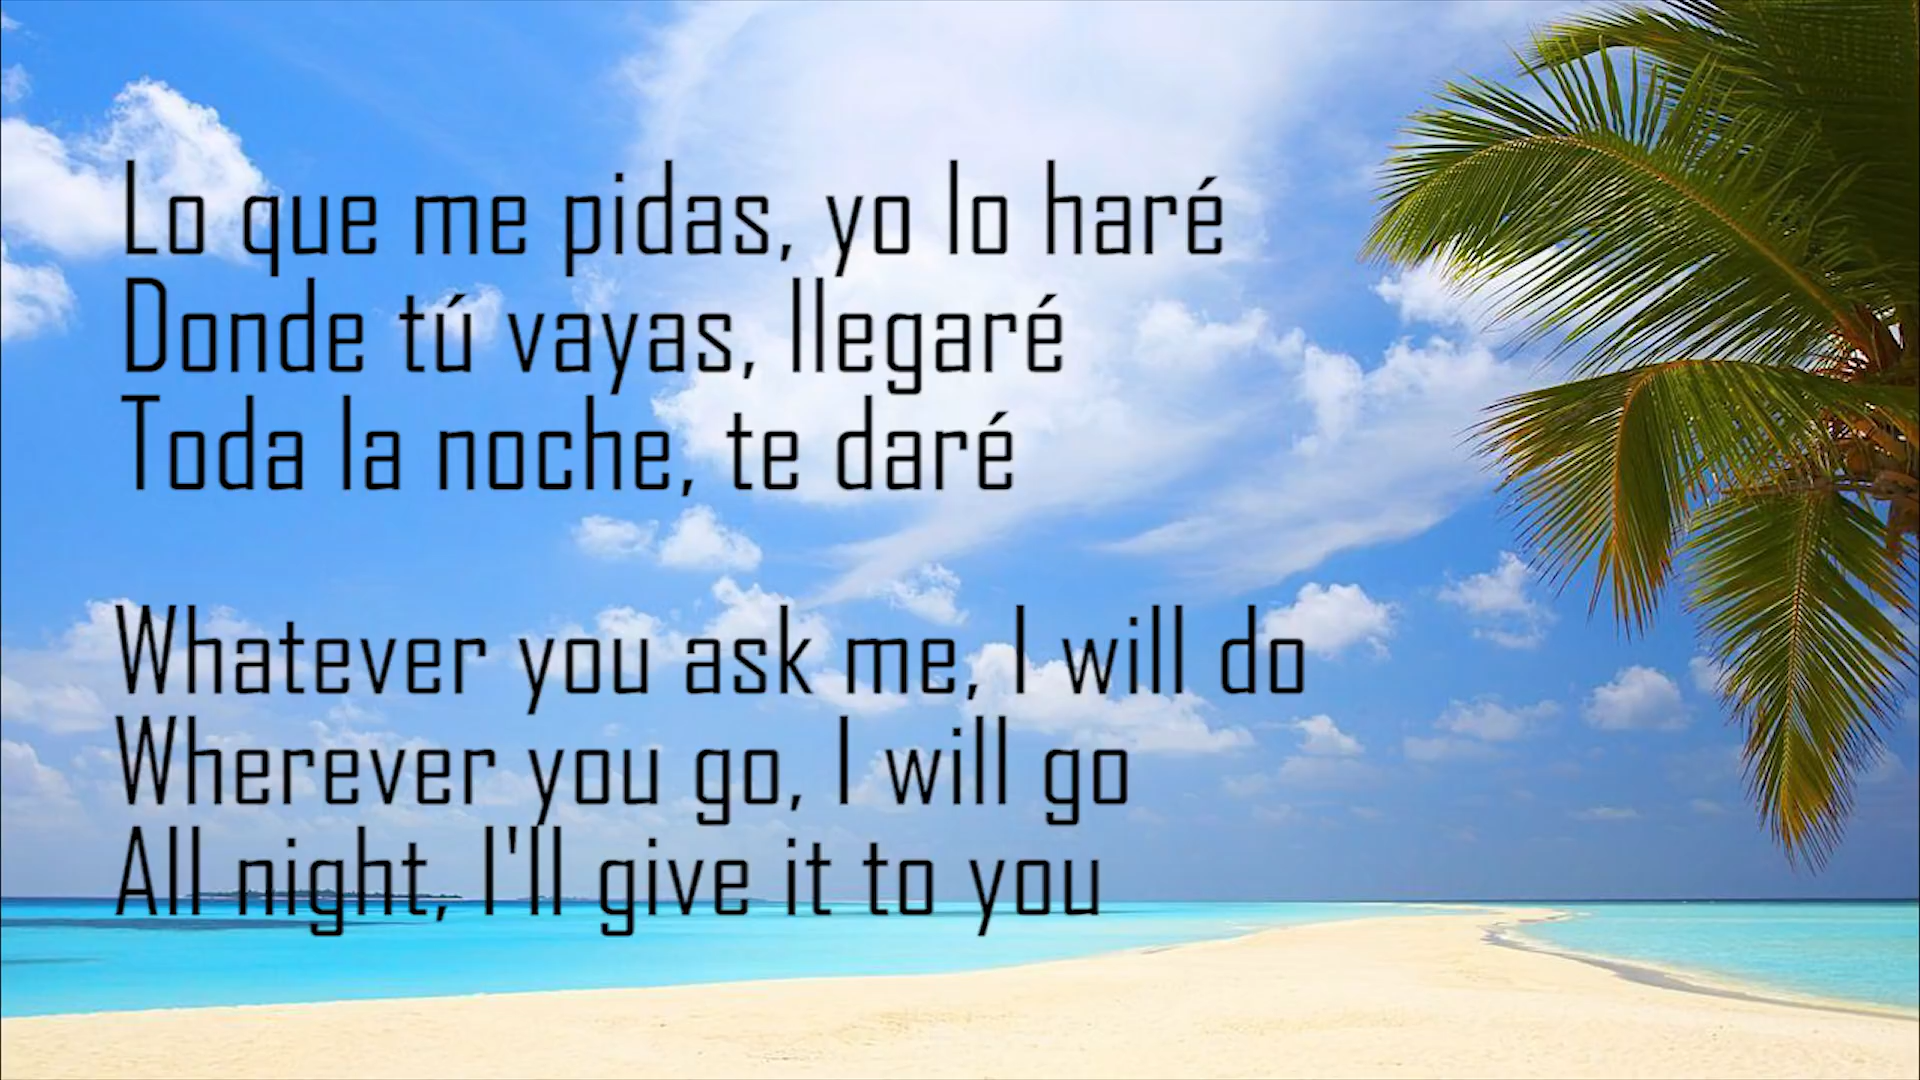 Lo que me pidas, yo lo haré
Donde tú vayas, llegaré
Toda la noche, te daré
Whatever you ask me, I will do
Wherever you go, I will go
All night, I'll give it to you